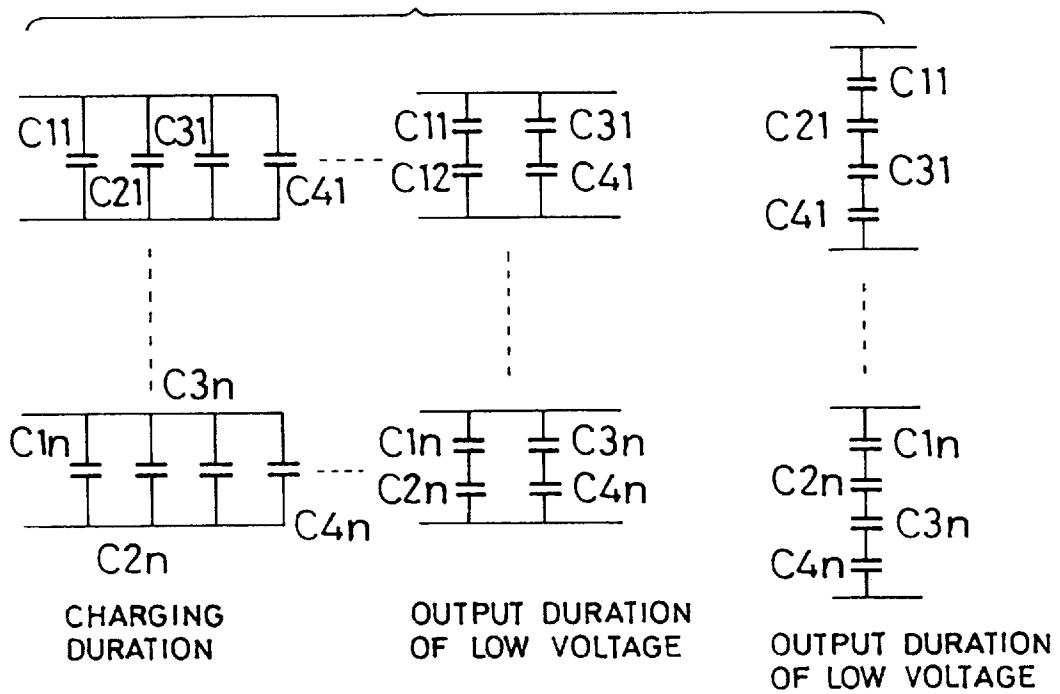 C11
C31
C21
C41
C11
C31
C12
C41
C11
C21
C31
C41
C3n
C1n
C4n
C2n
C1n
C3n
C2n
C4n
C1n
C2n
C3n
C4n
CHARGING
DURATION
OUTPUT DURATION
OF LOW VOLTAGE
OUTPUT DURATION
OF LOW VOLTAGE